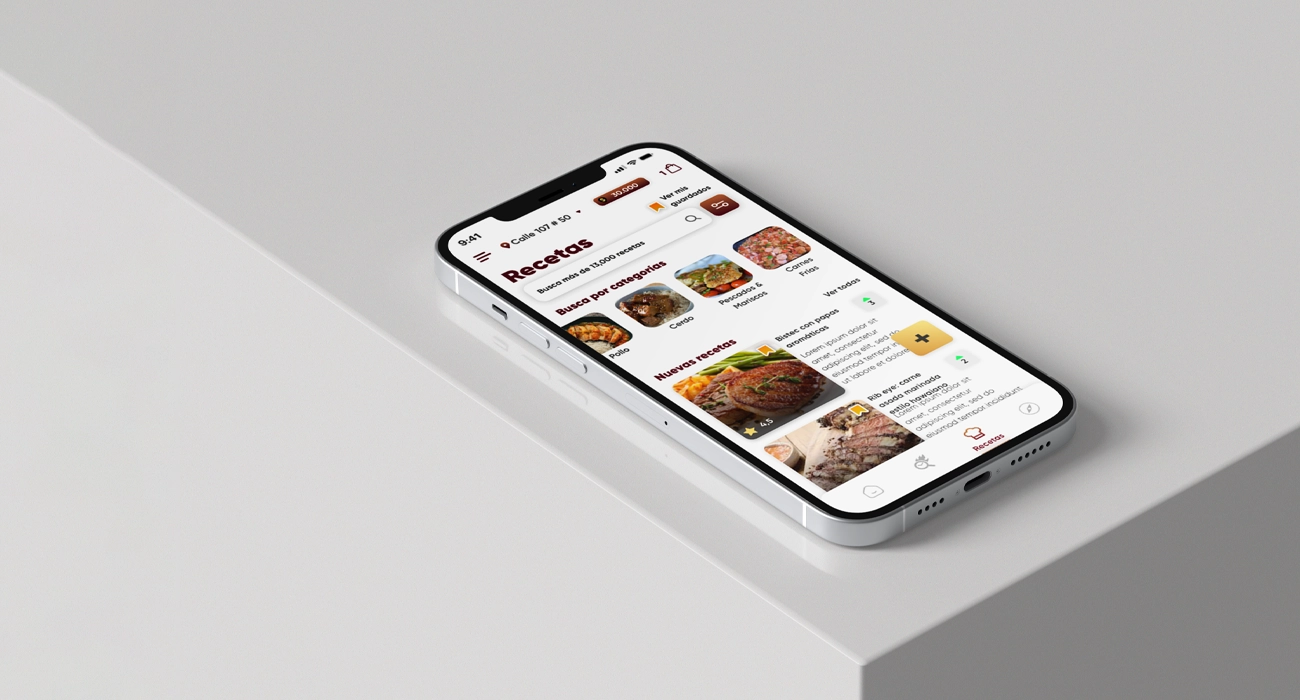 9:41
Calle 107 # 50
30.000
1
Recetas
Ver mis
guardados
Busca más de 13,000 recetas
Busca por categorías
Pollo
Cerdo
Pescados &
Mariscos
Carnes
Frías
Nuevas recetas
Ver todas
Bistec con papas
aromáticas
3
Lorem ipsum dolor sit
amet, consectetur
adipiscing elit, sed do
eiusmod tempor in
ut labore et dolore
4,5
Rib eye: carne
asada marinada
estilo hawaiano
2
Lorem ipsum dolor sit
amet, consectetur
adipiscing elit, sed do
eiusmod tempor incididunt
Recetas